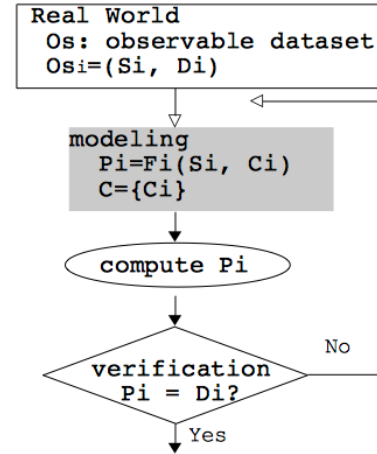 Real World
Os: observable dataset
Osi=(Si, Di)
modeling
Pi=Fi(Si, Ci)
C={Ci}
compute Pi
verification
Pi = Di?
No
Yes